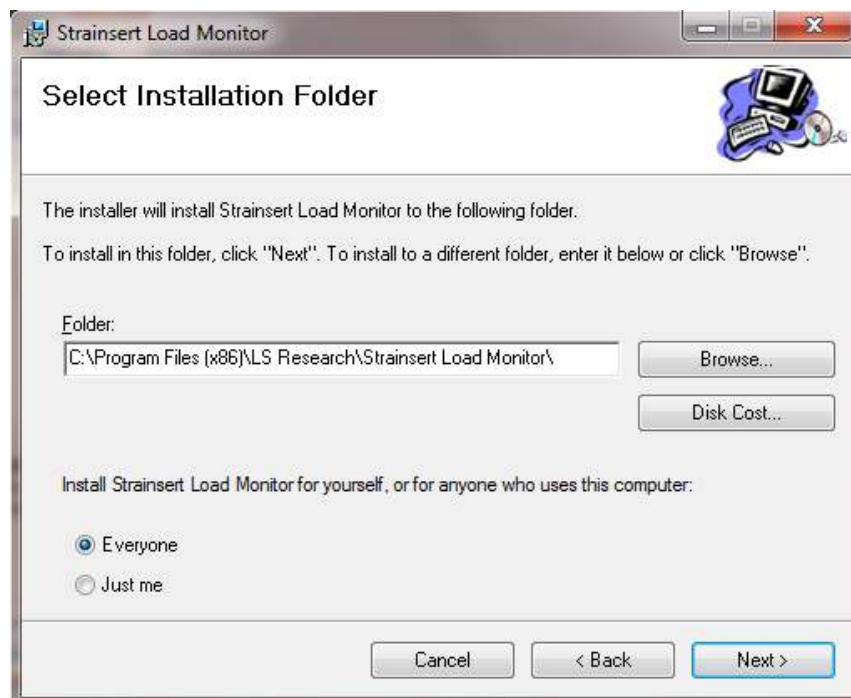 Strainsert Load Monitor
Select Installation Folder
The installer will install Strainsert Load Monitor to the following folder.
To install in this folder, click "Next". To install to a different folder, enter it below or click "Browse".
Folder:
C:\Program Files (x86)\LS Research\Strainsert Load Monitor\
Browse...
Disk Cost...
Install Strainsert Load Monitor for yourself, or for anyone who uses this computer:
Everyone
Just me
Cancel
< Back
Next >